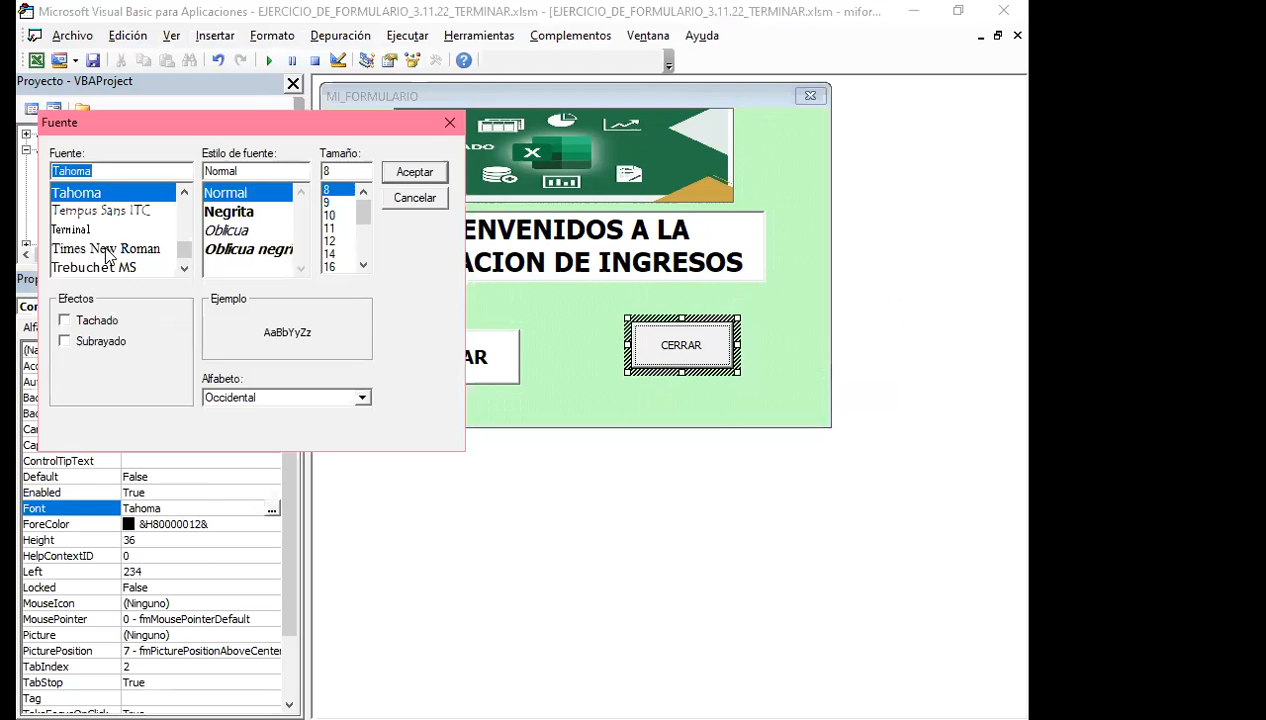 Microsoft Visual Basic para Aplicaciones - EJERCICIO_DE_FORMULARIO_3.11.22_TERMINAR.xlsm - [EJERCICIO_DE_FORMULARIO_3.11.22_TERMINAR.xlsm - mifor...
Archivo Edición Ver Insertar Formato Depuración Ejecutar Herramientas Complementos Ventana Ayuda
Proyecto - VBAProject
MI_FORMULARIO
Fuente
Fuente: Estilo de fuente: Tamaño:
Tahoma Normal 8 Aceptar
Tahoma Normal 8
Cancelar
Tempus Sans ITC Negrita 9
10
Terminal Oblicua 11
Times New Roman Oblicua negri 12
14
Trebuchet MS 16
ENVENIDOS A LA
ACION DE INGRESOS
Efectos Ejemplo
Tachado
Subrayado
AaBbYyZz
Alfabeto:
Occidental
AR
CERRAR
ControlTipText
Default False
Enabled True
Font Tahoma ...
ForeColor &H80000012&
Height 36
HelpContextID 0
Left 234
Locked False
MouseIcon (Ninguno)
MousePointer 0 - fmMousePointerDefault
Picture (Ninguno)
PicturePosition 7 - fmPicturePositionAboveCenter
TabIndex 2
TabStop True
Tag